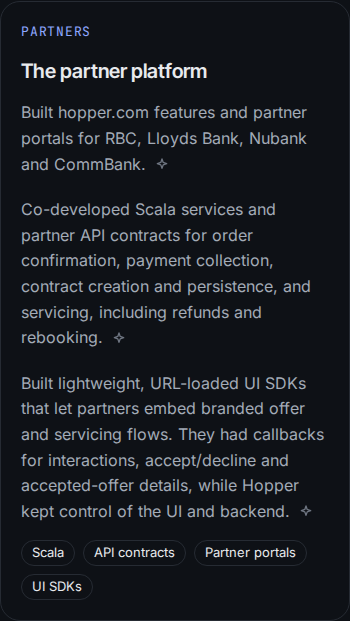 PARTNERS
The partner platform
Built hopper.com features and partner
portals for RBC, Lloyds Bank, Nubank
and CommBank.
Co-developed Scala services and
partner API contracts for order
confirmation, payment collection,
contract creation and persistence, and
servicing, including refunds and
rebooking.
Built lightweight, URL-loaded UI SDKs
that let partners embed branded offer
and servicing flows. They had callbacks
for interactions, accept/decline and
accepted-offer details, while Hopper
kept control of the UI and backend.
Scala API contracts Partner portals
UI SDKs